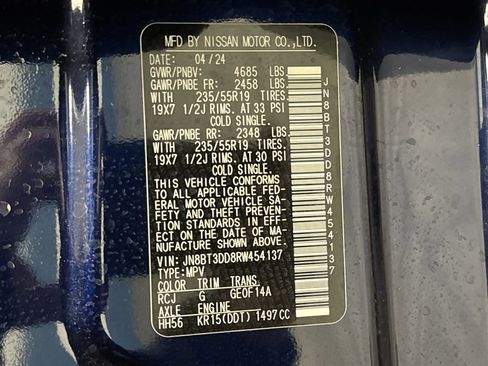 MFD BY NISSAN MOTOR CO.,LTD.
DATE: 04/24
GVWR/PNBV: 4685 LBS.
GAWR/PNBE FR: 2458 LBS.
WITH 235/55R19 TIRES.
19X7 1/2J RIMS. AT 33 PSI
COLD SINGLE.
GAWR/PNBE RR: 2348 LBS.
WITH 235/55R19 TIRES.
19X7 1/2J RIMS. AT 30 PSI
COLD SINGLE.
THIS VEHICLE CONFORMS
TO ALL APPLICABLE FED-
ERAL MOTOR VEHICLE SA-
FETY AND THEFT PREVEN-
TION STANDARDS IN EFF-
ECT ON THE DATE OF MA-
NUFACTURE SHOWN ABOVE.
VIN: JN8BT3DD8RW454137
TYPE:MPV
COLOR TRIM TRANS
RCJ G GE0F14A
AXLE ENGINE
HH56 KR15(DDT) 1497CC
JN8BT3DD8RW454137